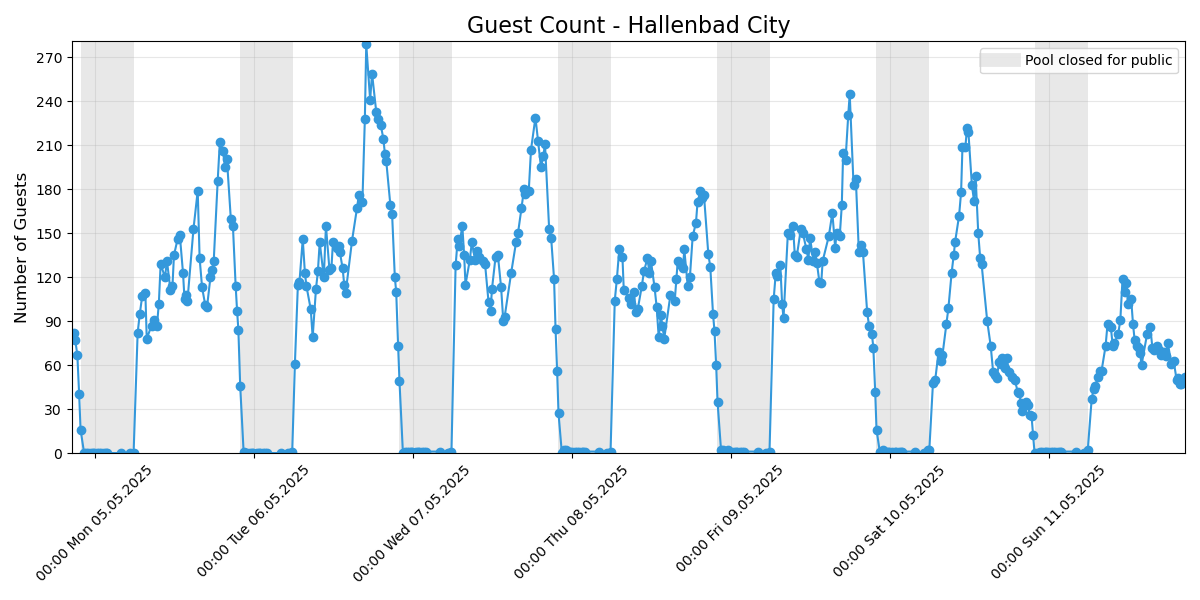 Guest Count - Hallenbad City
Pool closed for public
Number of Guests
270
240
210
180
150
120
90
60
30
0
00:00 Mon 05.05.2025
00:00 Tue 06.05.2025
00:00 Wed 07.05.2025
00:00 Thu 08.05.2025
00:00 Fri 09.05.2025
00:00 Sat 10.05.2025
00:00 Sun 11.05.2025